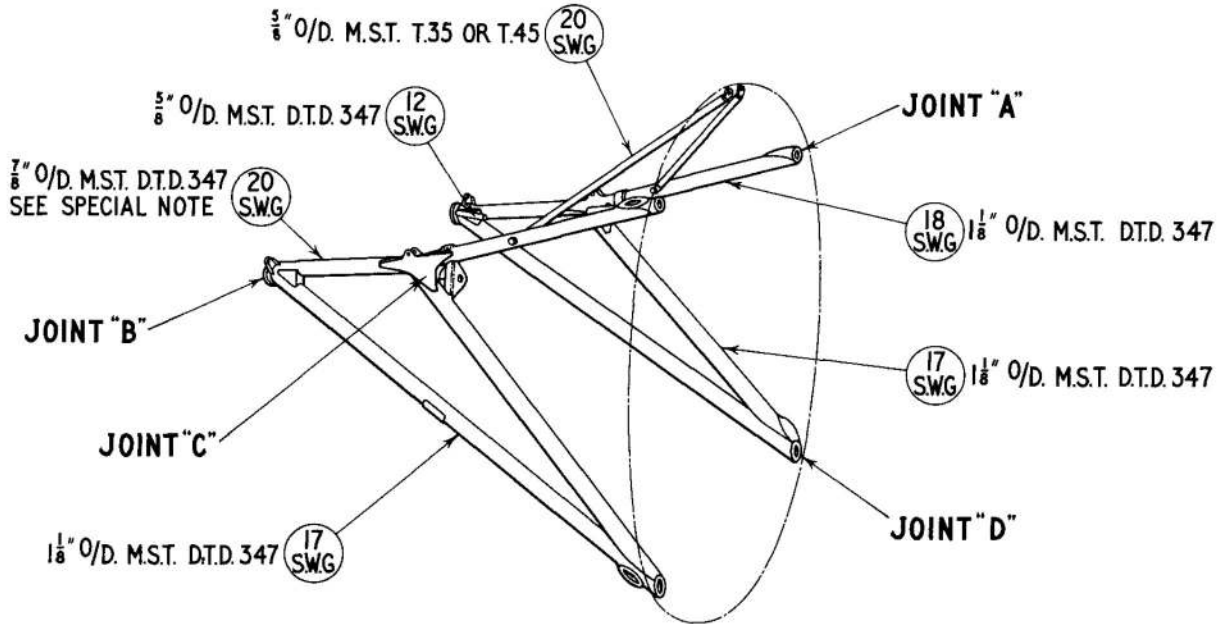 5/8" O/D. M.S.T. T.35 OR T.45 20 S.W.G
5/8" O/D. M.S.T. D.T.D. 347 12 S.W.G
7/8" O/D. M.S.T. D.T.D. 347
SEE SPECIAL NOTE 20 S.W.G
JOINT "A"
18 S.W.G 1 1/8" O/D. M.S.T. D.T.D. 347
JOINT "B"
17 S.W.G 1 1/8" O/D. M.S.T. D.T.D. 347
JOINT "C"
JOINT "D"
1 1/8" O/D. M.S.T. D.T.D. 347 17 S.W.G